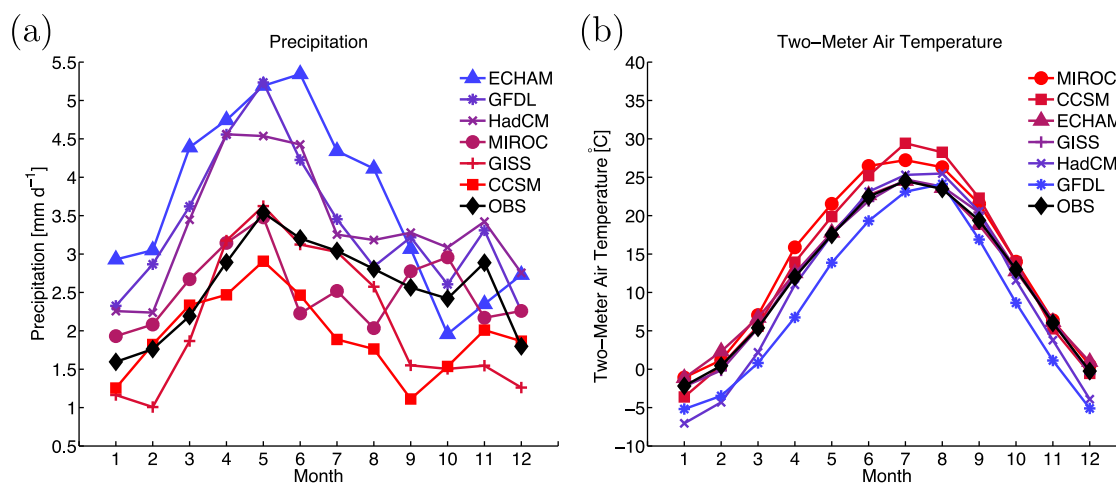 (a)
Precipitation
Precipitation [mm d⁻¹]
5.5
5
4.5
4
3.5
3
2.5
2
1.5
1
0.5
ECHAM
GFDL
HadCM
MIROC
GISS
CCSM
OBS
1 2 3 4 5 6 7 8 9 10 11 12
Month
(b)
Two−Meter Air Temperature
Two−Meter Air Temperature [°C]
40
35
30
25
20
15
10
5
0
−5
−10
MIROC
CCSM
ECHAM
GISS
HadCM
GFDL
OBS
1 2 3 4 5 6 7 8 9 10 11 12
Month